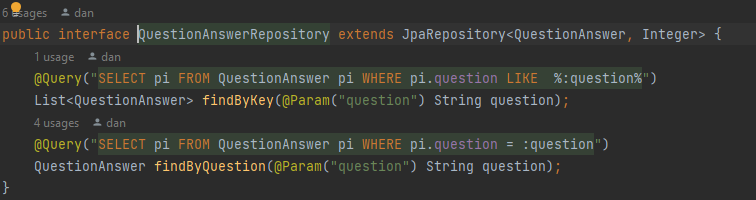 6 usages dan
public interface QuestionAnswerRepository extends JpaRepository<QuestionAnswer, Integer> {
1 usage dan
@Query("SELECT pi FROM QuestionAnswer pi WHERE pi.question LIKE  %:question%")
List<QuestionAnswer> findByKey(@Param("question") String question);
4 usages dan
@Query("SELECT pi FROM QuestionAnswer pi WHERE pi.question = :question")
QuestionAnswer findByQuestion(@Param("question") String question);
}